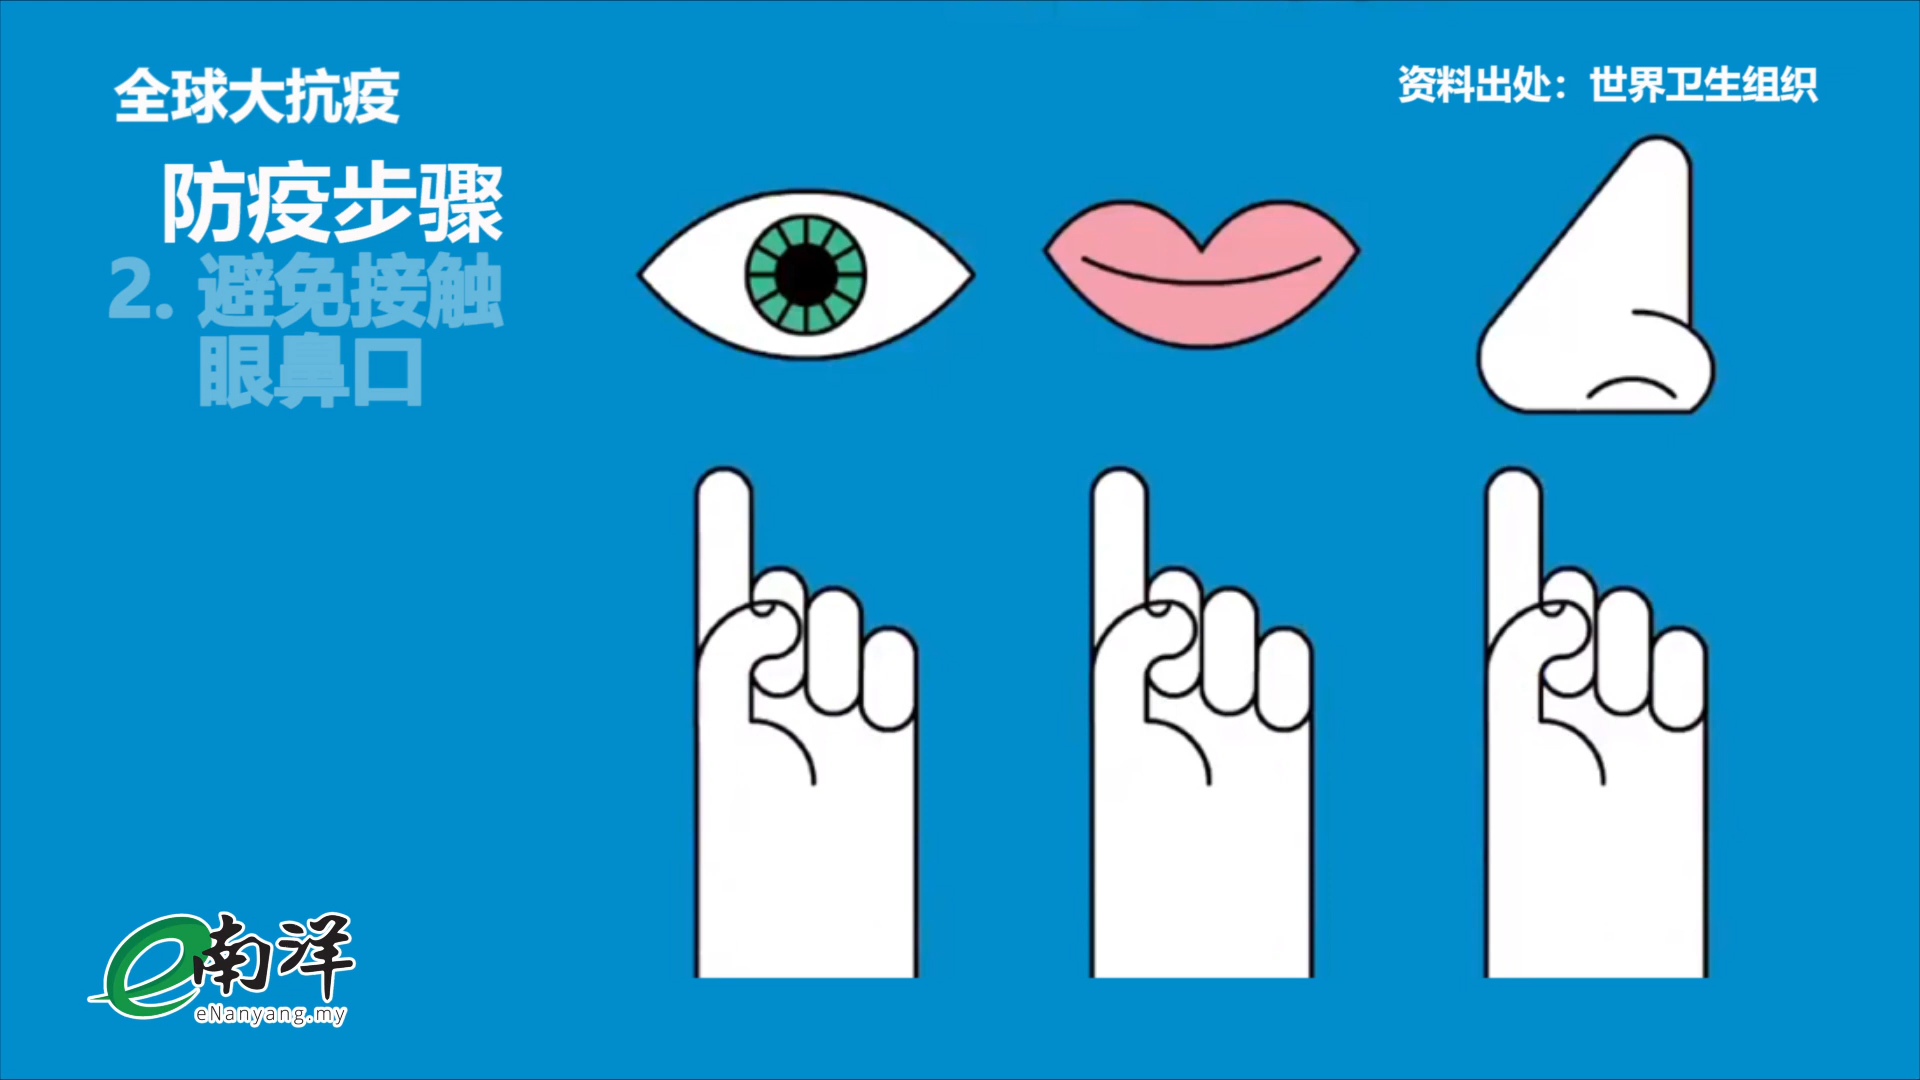 全球大抗疫
资料出处：世界卫生组织
防疫步骤
2. 避免接触
眼鼻口
e南洋
eNanyang.my